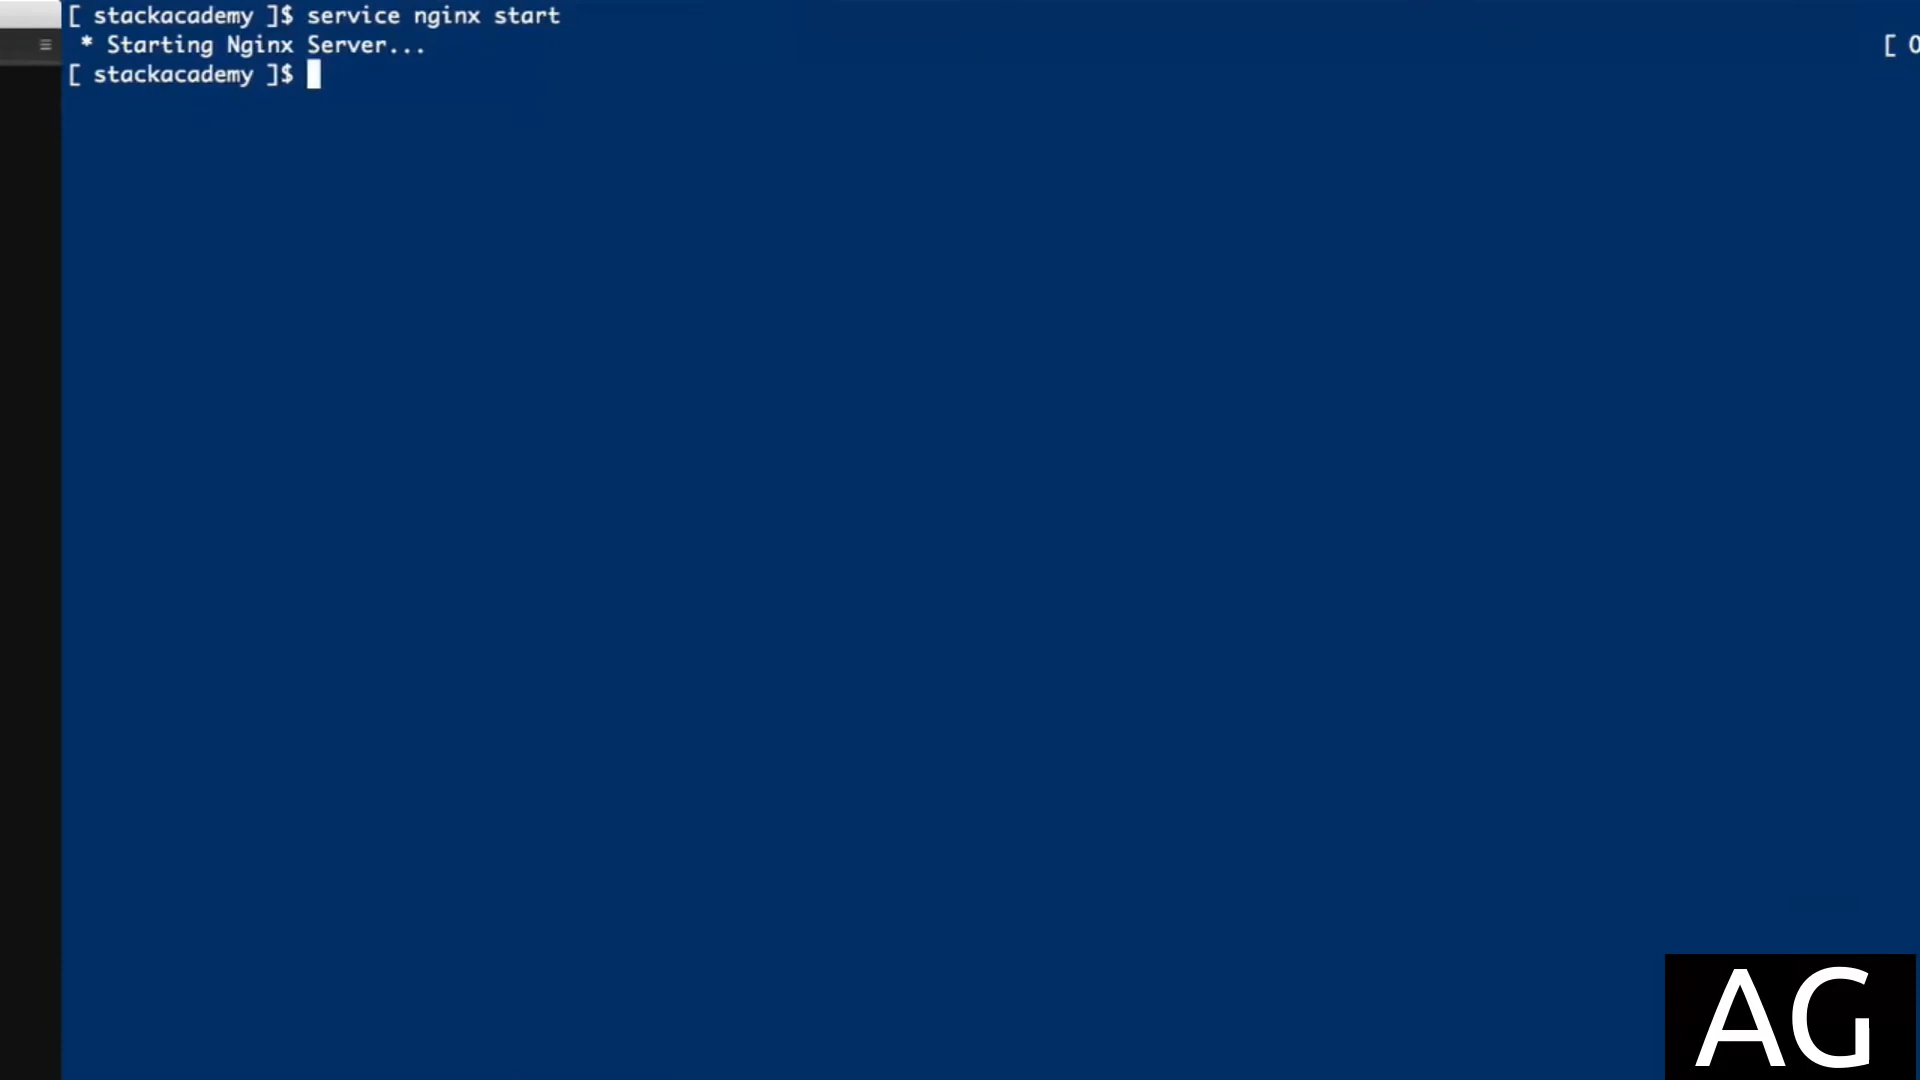 [ stackacademy ]$ service nginx start
 * Starting Nginx Server... [
[ stackacademy ]$
AG